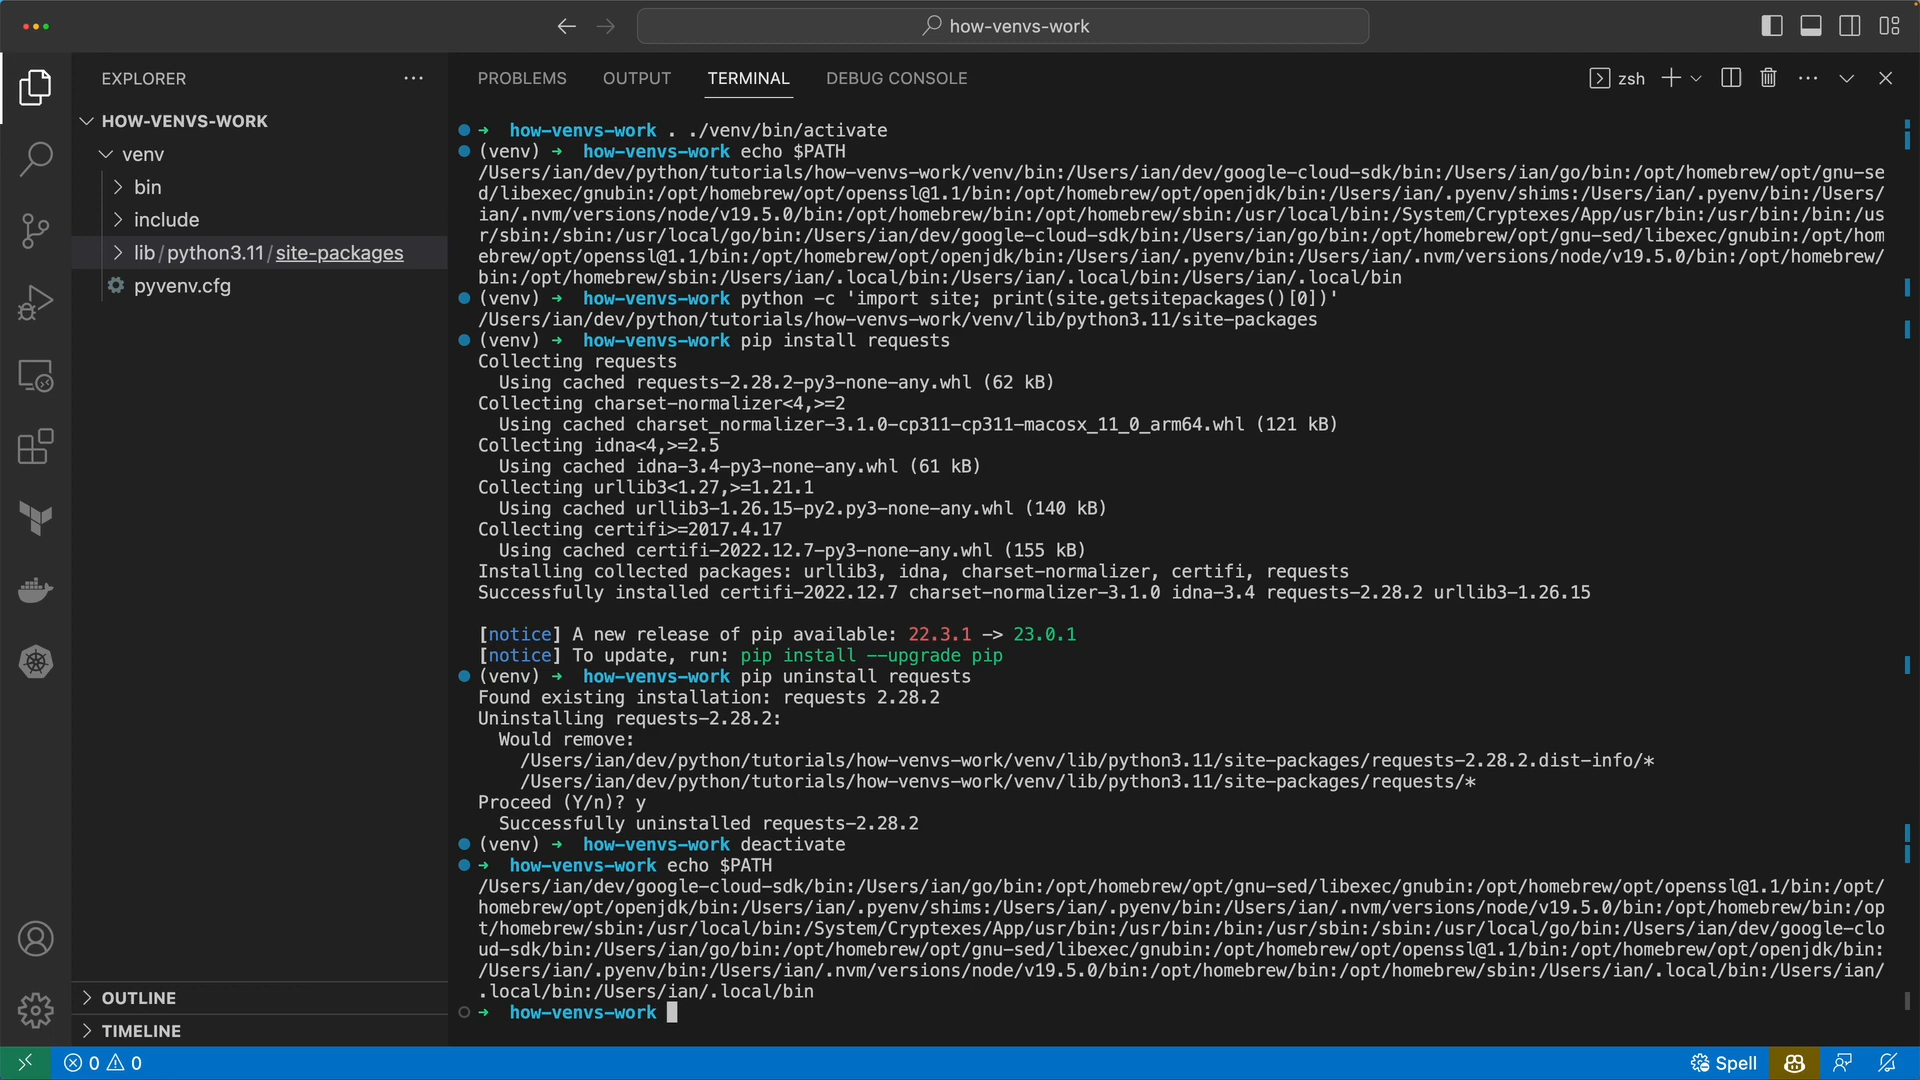 how-venvs-work
EXPLORER
HOW-VENVS-WORK
venv
bin
include
lib/python3.11/site-packages
pyvenv.cfg
OUTLINE
TIMELINE
PROBLEMS OUTPUT TERMINAL DEBUG CONSOLE
zsh
➜ how-venvs-work . ./venv/bin/activate
(venv) ➜ how-venvs-work echo $PATH
/Users/ian/dev/python/tutorials/how-venvs-work/venv/bin:/Users/ian/dev/google-cloud-sdk/bin:/Users/ian/go/bin:/opt/homebrew/opt/gnu-se
d/libexec/gnubin:/opt/homebrew/opt/openssl@1.1/bin:/opt/homebrew/opt/openjdk/bin:/Users/ian/.pyenv/shims:/Users/ian/.pyenv/bin:/Users/
ian/.nvm/versions/node/v19.5.0/bin:/opt/homebrew/bin:/opt/homebrew/sbin:/usr/local/bin:/System/Cryptexes/App/usr/bin:/usr/bin:/bin:/us
r/sbin:/sbin:/usr/local/go/bin:/Users/ian/dev/google-cloud-sdk/bin:/Users/ian/go/bin:/opt/homebrew/opt/gnu-sed/libexec/gnubin:/opt/hom
ebrew/opt/openssl@1.1/bin:/opt/homebrew/opt/openjdk/bin:/Users/ian/.pyenv/bin:/Users/ian/.nvm/versions/node/v19.5.0/bin:/opt/homebrew/
bin:/opt/homebrew/sbin:/Users/ian/.local/bin:/Users/ian/.local/bin:/Users/ian/.local/bin
(venv) ➜ how-venvs-work python -c 'import site; print(site.getsitepackages()[0])'
/Users/ian/dev/python/tutorials/how-venvs-work/venv/lib/python3.11/site-packages
(venv) ➜ how-venvs-work pip install requests
Collecting requests
Using cached requests-2.28.2-py3-none-any.whl (62 kB)
Collecting charset-normalizer<4,>=2
Using cached charset_normalizer-3.1.0-cp311-cp311-macosx_11_0_arm64.whl (121 kB)
Collecting idna<4,>=2.5
Using cached idna-3.4-py3-none-any.whl (61 kB)
Collecting urllib3<1.27,>=1.21.1
Using cached urllib3-1.26.15-py2.py3-none-any.whl (140 kB)
Collecting certifi>=2017.4.17
Using cached certifi-2022.12.7-py3-none-any.whl (155 kB)
Installing collected packages: urllib3, idna, charset-normalizer, certifi, requests
Successfully installed certifi-2022.12.7 charset-normalizer-3.1.0 idna-3.4 requests-2.28.2 urllib3-1.26.15
[notice] A new release of pip available: 22.3.1 -> 23.0.1
[notice] To update, run: pip install --upgrade pip
(venv) ➜ how-venvs-work pip uninstall requests
Found existing installation: requests 2.28.2
Uninstalling requests-2.28.2:
Would remove:
/Users/ian/dev/python/tutorials/how-venvs-work/venv/lib/python3.11/site-packages/requests-2.28.2.dist-info/*
/Users/ian/dev/python/tutorials/how-venvs-work/venv/lib/python3.11/site-packages/requests/*
Proceed (Y/n)? y
Successfully uninstalled requests-2.28.2
(venv) ➜ how-venvs-work deactivate
➜ how-venvs-work echo $PATH
/Users/ian/dev/google-cloud-sdk/bin:/Users/ian/go/bin:/opt/homebrew/opt/gnu-sed/libexec/gnubin:/opt/homebrew/opt/openssl@1.1/bin:/opt/
homebrew/opt/openjdk/bin:/Users/ian/.pyenv/shims:/Users/ian/.pyenv/bin:/Users/ian/.nvm/versions/node/v19.5.0/bin:/opt/homebrew/bin:/op
t/homebrew/sbin:/usr/local/bin:/System/Cryptexes/App/usr/bin:/usr/bin:/bin:/usr/sbin:/sbin:/usr/local/go/bin:/Users/ian/dev/google-clo
ud-sdk/bin:/Users/ian/go/bin:/opt/homebrew/opt/gnu-sed/libexec/gnubin:/opt/homebrew/opt/openssl@1.1/bin:/opt/homebrew/opt/openjdk/bin:
/Users/ian/.pyenv/bin:/Users/ian/.nvm/versions/node/v19.5.0/bin:/opt/homebrew/bin:/opt/homebrew/sbin:/Users/ian/.local/bin:/Users/ian/
.local/bin:/Users/ian/.local/bin
➜ how-venvs-work
0 0
Spell